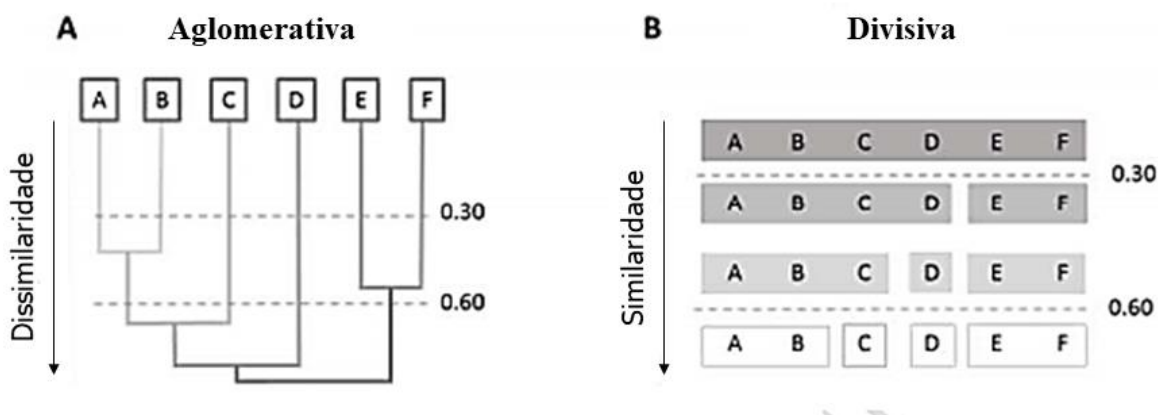 A Aglomerativa
A B C D E F
Dissimilaridade
0.30
0.60
B Divisiva
Similaridade
A B C D E F
0.30
A B C D E F
A B C D E F
0.60
A B C D E F